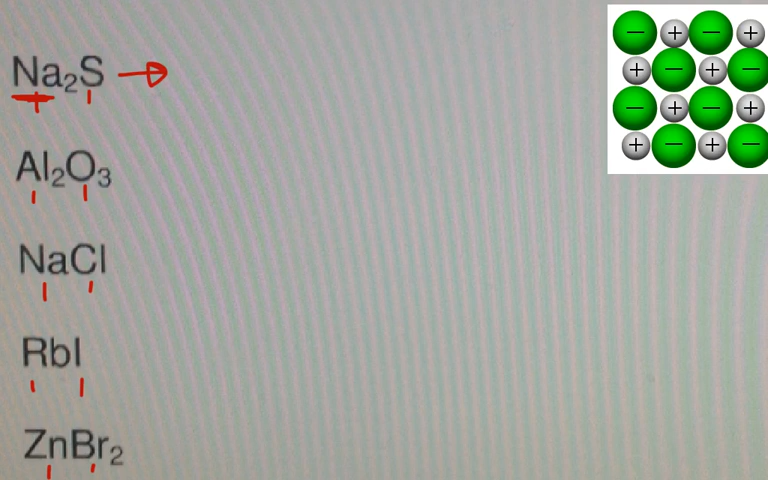 Na₂S
Al₂O₃
NaCl
RbI
ZnBr₂
− + − +
+ − + −
− + − +
+ − + −